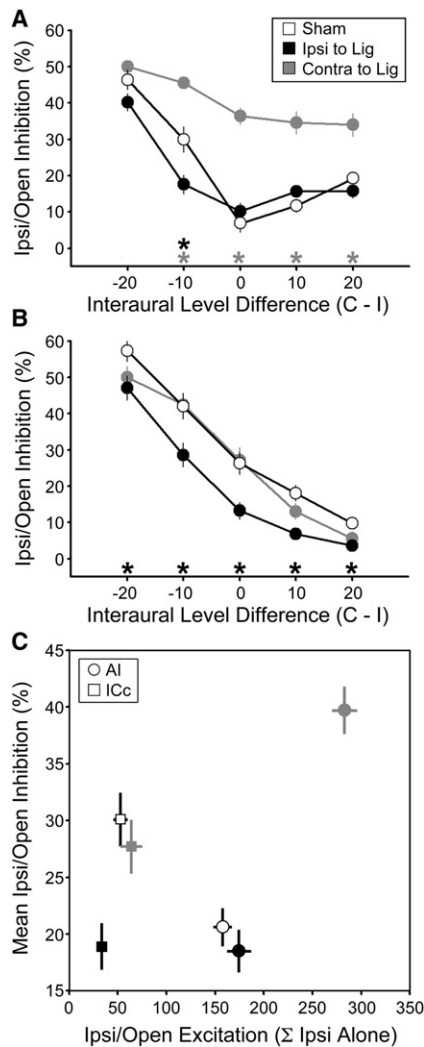 A
Sham
Ipsi to Lig
Contra to Lig
Ipsi/Open Inhibition (%)
60
50
40
30
20
10
0
* 
* * * *
-20 -10 0 10 20
Interaural Level Difference (C - I)
B
Ipsi/Open Inhibition (%)
60
50
40
30
20
10
0
* * * * *
-20 -10 0 10 20
Interaural Level Difference (C - I)
C
AI
ICc
Mean Ipsi/Open Inhibition (%)
45
40
35
30
25
20
15
0 50 100 150 200 250 300 350
Ipsi/Open Excitation (Σ Ipsi Alone)